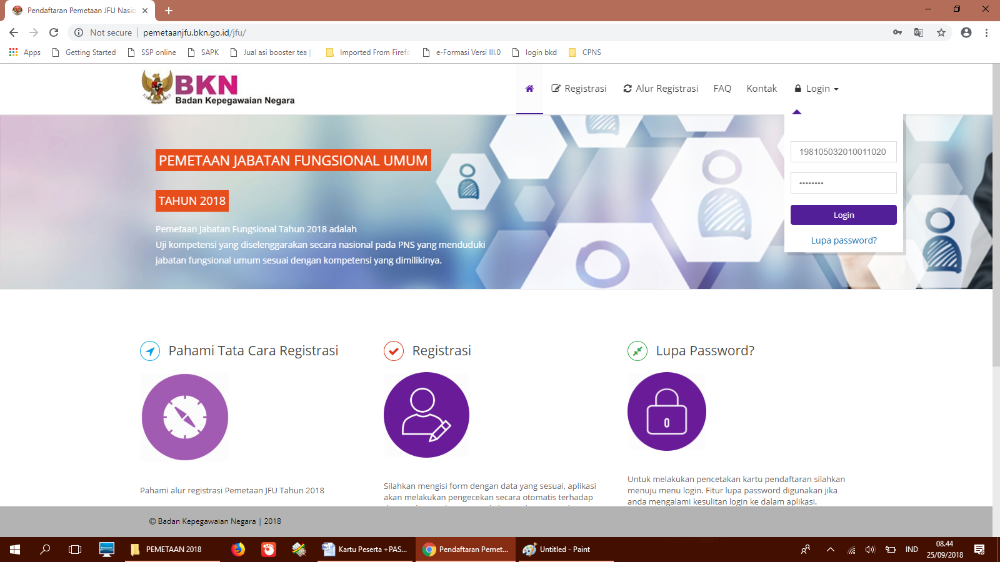 Pendaftaran Pemetaan JFU Nasio
Not secure | pemetaanjfu.bkn.go.id/jfu/
Apps Getting Started SSP online SAPK Jual asi booster tea | Imported From Firefo e-Formasi Versi III.0 login bkd CPNS
BKN
Badan Kepegawaian Negara
Registrasi Alur Registrasi FAQ Kontak Login
198105032010011020
••••••••
Login
Lupa password?
PEMETAAN JABATAN FUNGSIONAL UMUM
TAHUN 2018
Pemetaan Jabatan Fungsional Tahun 2018 adalah
Uji kompetensi yang diselenggarakan secara nasional pada PNS yang menduduki
jabatan fungsional umum sesuai dengan kompetensi yang dimilikinya.
Pahami Tata Cara Registrasi
Pahami alur registrasi Pemetaan JFU Tahun 2018
Registrasi
Silahkan mengisi form dengan data yang sesuai, aplikasi
akan melakukan pengecekan secara otomatis terhadap
Lupa Password?
Untuk melakukan pencetakan kartu pendaftaran silahkan
menuju menu login. Fitur lupa password digunakan jika
anda mengalami kesulitan login ke dalam aplikasi.
© Badan Kepegawaian Negara | 2018
PEMETAAN 2018 Kartu Peserta +PAS... Pendaftaran Pemet... Untitled - Paint IND
08.44
25/09/2018